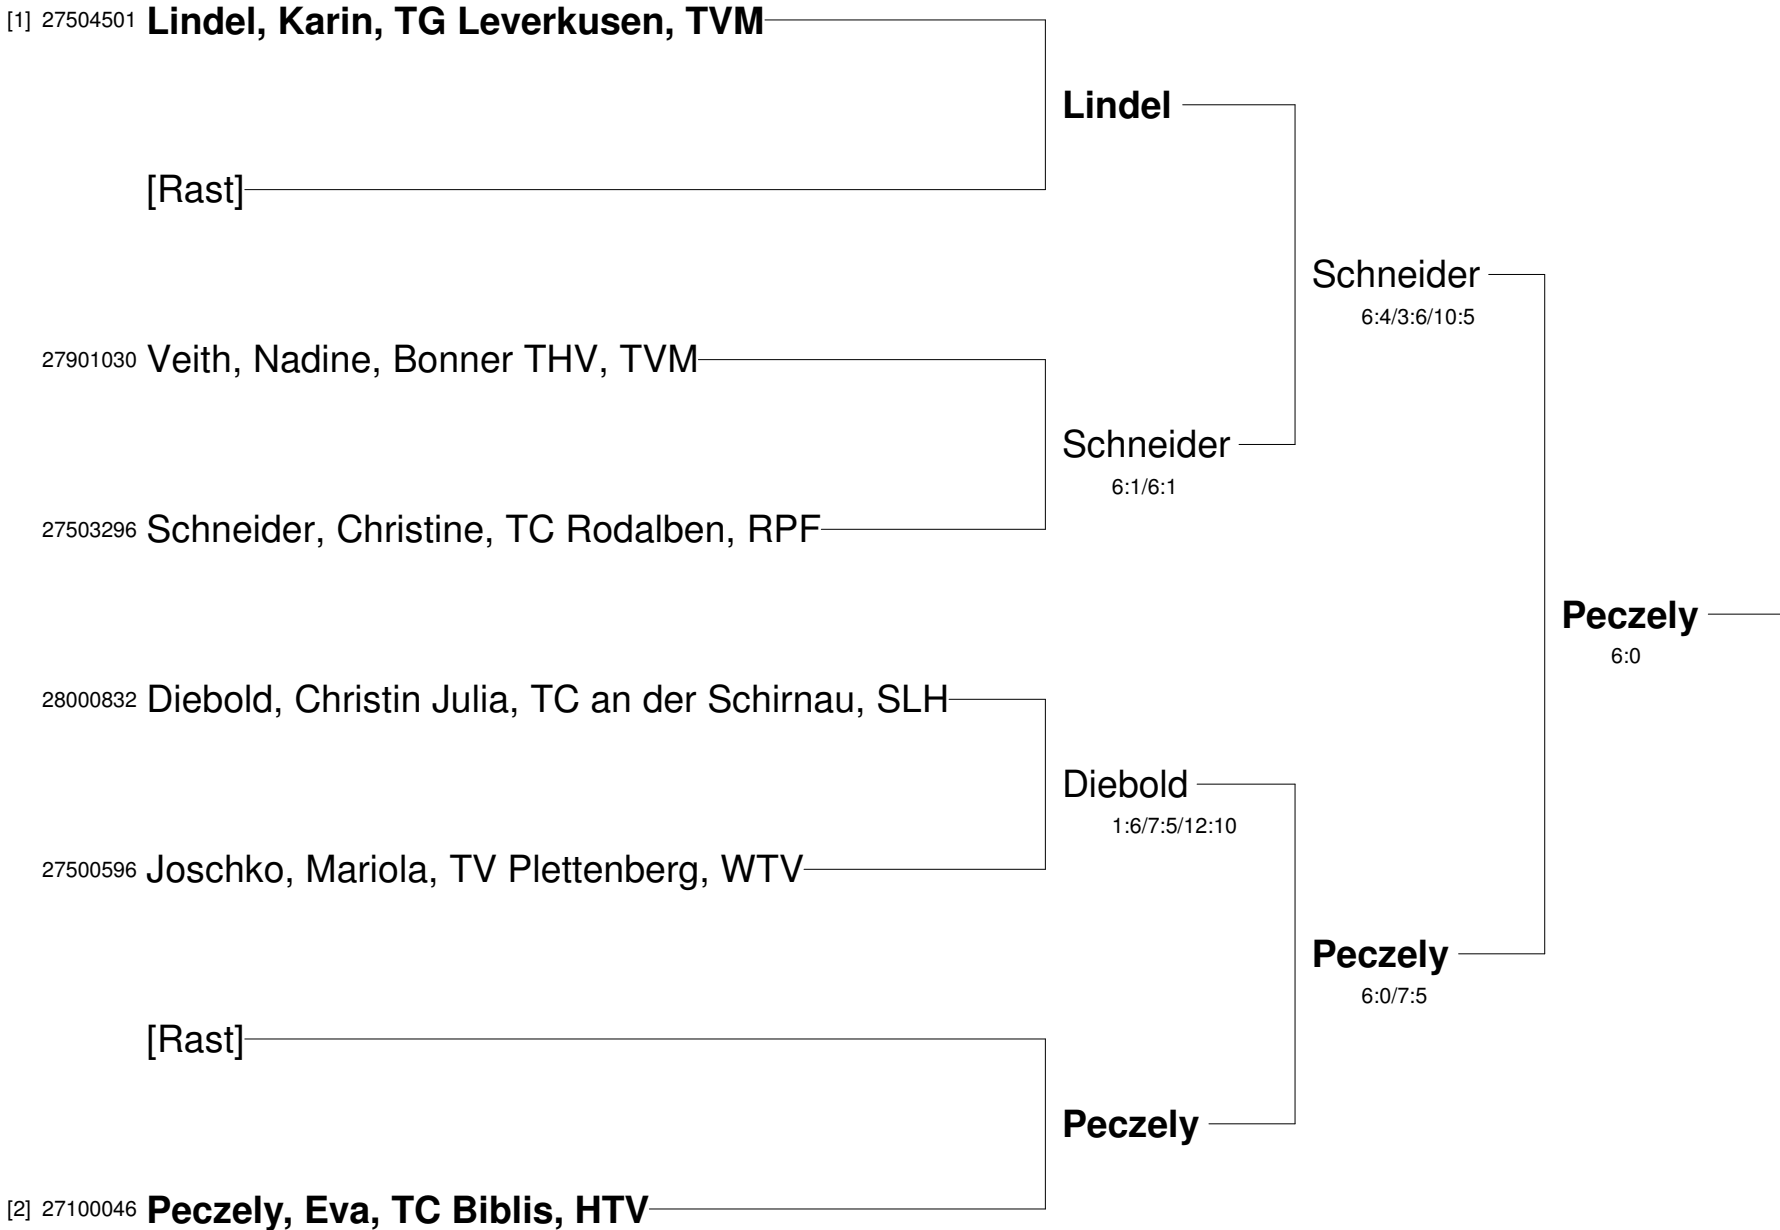 [1] 27504501 Lindel, Karin, TG Leverkusen, TVM
Lindel
[Rast]
Schneider
6:4/3:6/10:5
27901030 Veith, Nadine, Bonner THV, TVM
Schneider
6:1/6:1
27503296 Schneider, Christine, TC Rodalben, RPF
Peczely
6:0
28000832 Diebold, Christin Julia, TC an der Schirnau, SLH
Diebold
1:6/7:5/12:10
27500596 Joschko, Mariola, TV Plettenberg, WTV
Peczely
6:0/7:5
[Rast]
Peczely
[2] 27100046 Peczely, Eva, TC Biblis, HTV